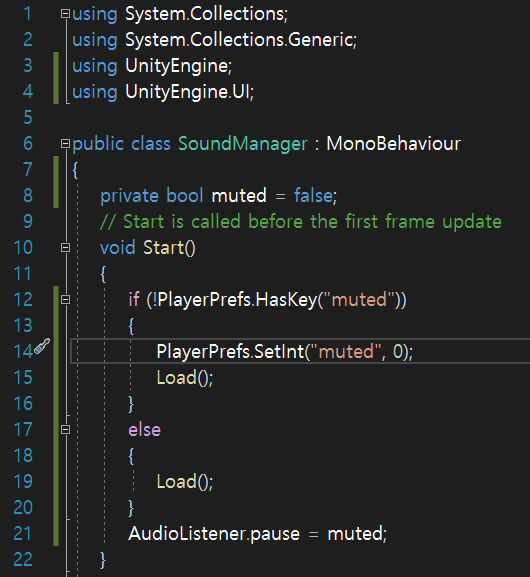 1 using System.Collections;
2 using System.Collections.Generic;
3 using UnityEngine;
4 using UnityEngine.UI;
5
6 public class SoundManager : MonoBehaviour
7 {
8 private bool muted = false;
9 // Start is called before the first frame update
10 void Start()
11 {
12 if (!PlayerPrefs.HasKey("muted"))
13 {
14 PlayerPrefs.SetInt("muted", 0);
15 Load();
16 }
17 else
18 {
19 Load();
20 }
21 AudioListener.pause = muted;
22 }